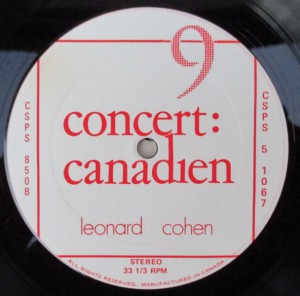 9
concert:
canadien
leonard cohen
CSPS 850B
CSPS 5 1067
STEREO
33 1/3 RPM
ALL RIGHTS RESERVED. MANUFACTURED IN CANADA.